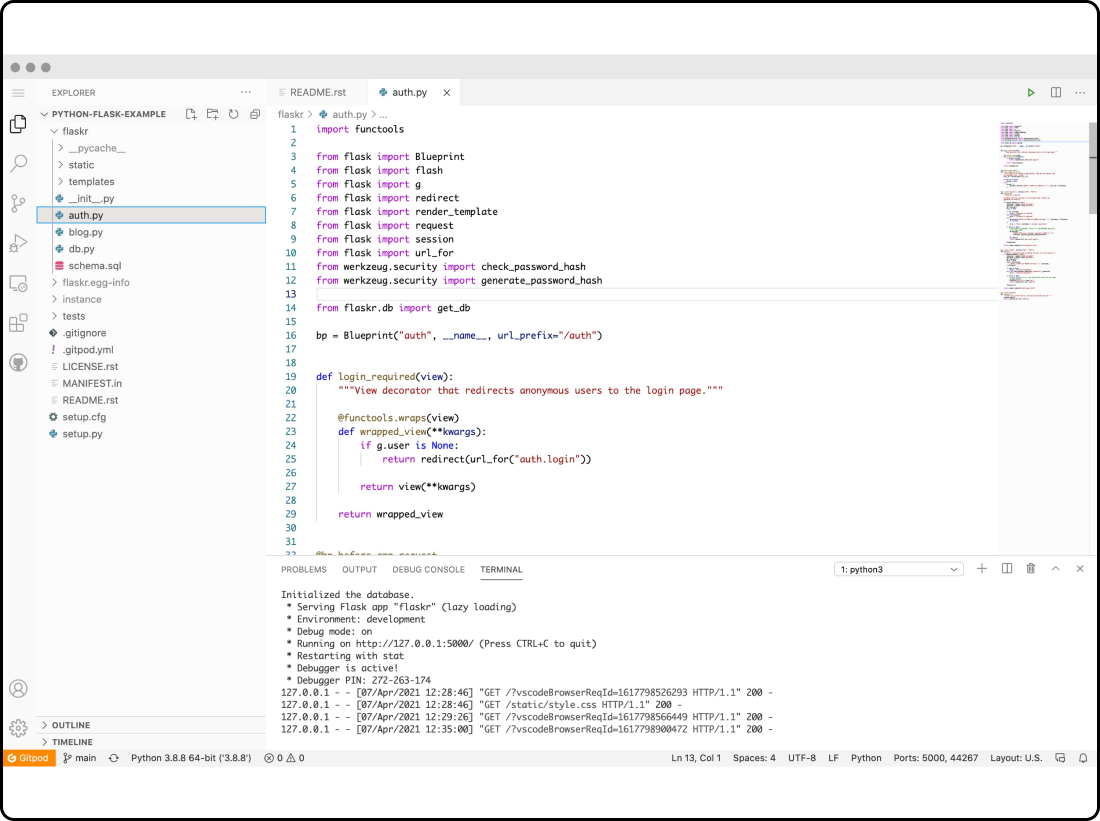 EXPLORER
PYTHON-FLASK-EXAMPLE
flaskr
__pycache__
static
templates
__init__.py
auth.py
blog.py
db.py
schema.sql
flaskr.egg-info
instance
tests
.gitignore
.gitpod.yml
LICENSE.rst
MANIFEST.in
README.rst
setup.cfg
setup.py
OUTLINE
TIMELINE
README.rst auth.py
flaskr > auth.py > ...
1 import functools
2
3 from flask import Blueprint
4 from flask import flash
5 from flask import g
6 from flask import redirect
7 from flask import render_template
8 from flask import request
9 from flask import session
10 from flask import url_for
11 from werkzeug.security import check_password_hash
12 from werkzeug.security import generate_password_hash
13
14 from flaskr.db import get_db
15
16 bp = Blueprint("auth", __name__, url_prefix="/auth")
17
18
19 def login_required(view):
20 """View decorator that redirects anonymous users to the login page."""
21
22 @functools.wraps(view)
23 def wrapped_view(**kwargs):
24 if g.user is None:
25 return redirect(url_for("auth.login"))
26
27 return view(**kwargs)
28
29 return wrapped_view
30
31
32 @bp.before_app_request
PROBLEMS OUTPUT DEBUG CONSOLE TERMINAL 1: python3
Initialized the database.
* Serving Flask app "flaskr" (lazy loading)
* Environment: development
* Debug mode: on
* Running on http://127.0.0.1:5000/ (Press CTRL+C to quit)
* Restarting with stat
* Debugger is active!
* Debugger PIN: 272-263-174
127.0.0.1 - - [07/Apr/2021 12:28:46] "GET /?vscodeBrowserReqId=1617798526293 HTTP/1.1" 200 -
127.0.0.1 - - [07/Apr/2021 12:28:46] "GET /static/style.css HTTP/1.1" 200 -
127.0.0.1 - - [07/Apr/2021 12:29:26] "GET /?vscodeBrowserReqId=1617798566449 HTTP/1.1" 200 -
127.0.0.1 - - [07/Apr/2021 12:35:00] "GET /?vscodeBrowserReqId=1617798900472 HTTP/1.1" 200 -
Gitpod main Python 3.8.8 64-bit ('3.8.8') 0 0 Ln 13, Col 1 Spaces: 4 UTF-8 LF Python Ports: 5000, 44267 Layout: U.S.